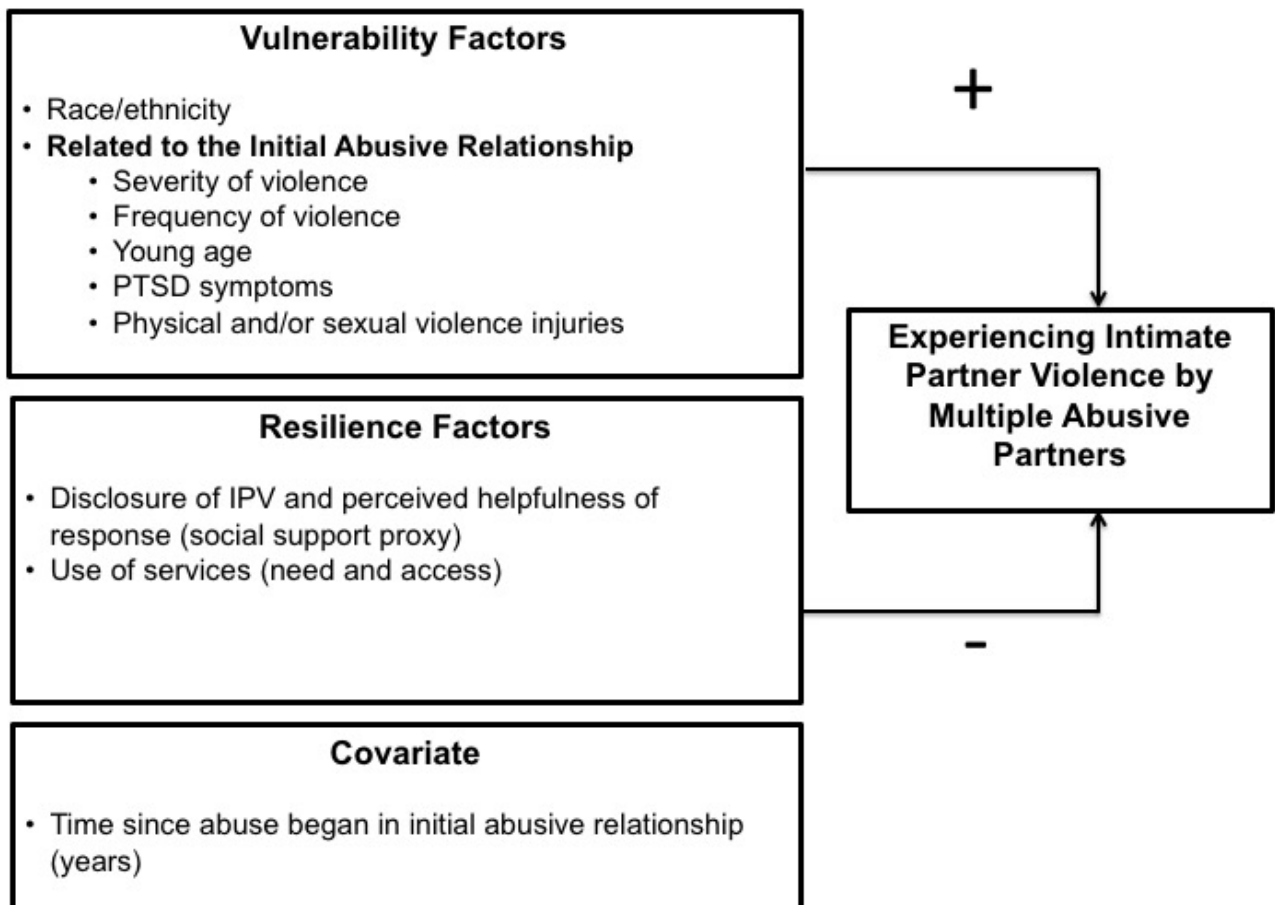 Vulnerability Factors
• Race/ethnicity
• Related to the Initial Abusive Relationship
• Severity of violence
• Frequency of violence
• Young age
• PTSD symptoms
• Physical and/or sexual violence injuries
+
Experiencing Intimate
Partner Violence by
Multiple Abusive
Partners
Resilience Factors
• Disclosure of IPV and perceived helpfulness of
response (social support proxy)
• Use of services (need and access)
-
Covariate
• Time since abuse began in initial abusive relationship
(years)